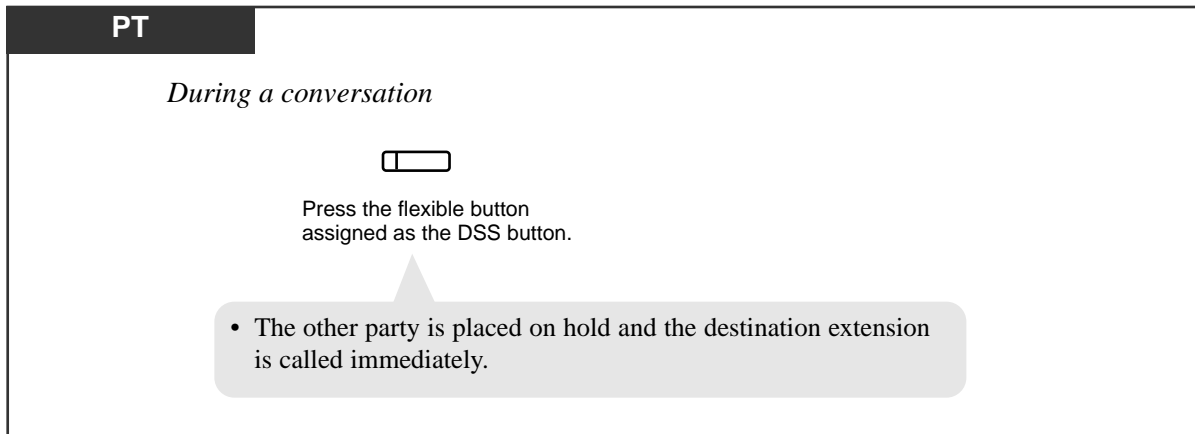 PT
During a conversation
Press the flexible button
assigned as the DSS button.
• The other party is placed on hold and the destination extension
is called immediately.